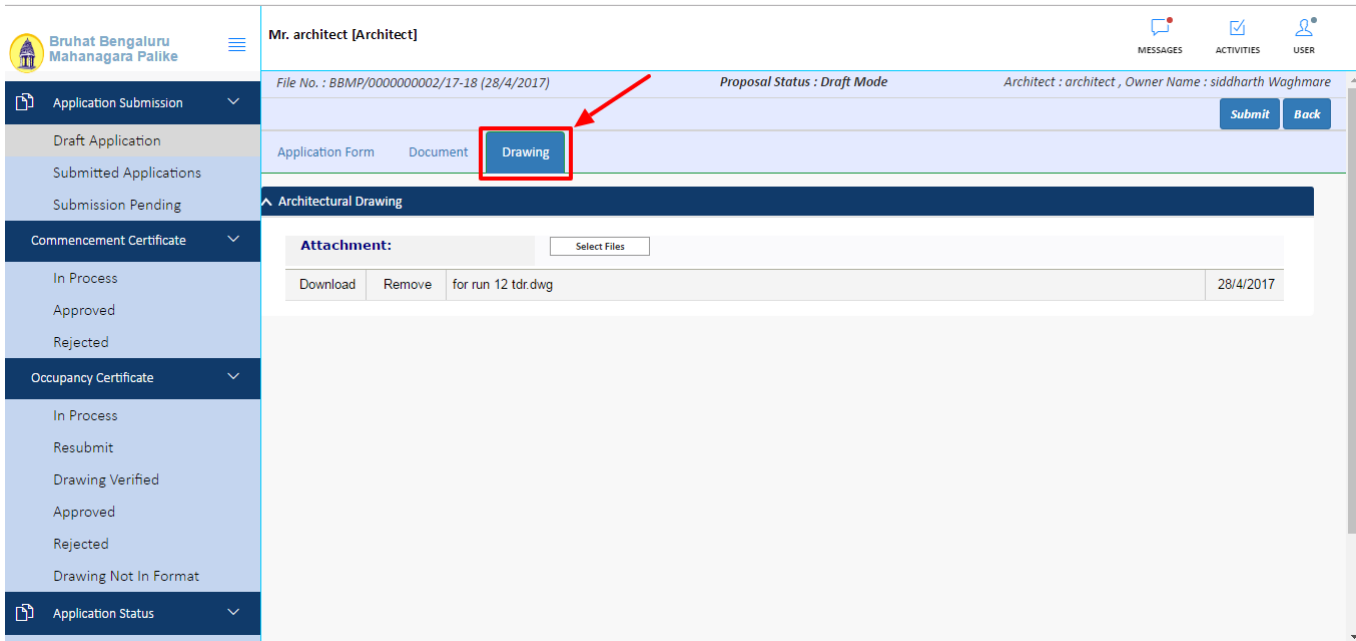 Bruhat Bengaluru
Mahanagara Palike
Mr. architect [Architect]
MESSAGES
ACTIVITIES
USER
File No. : BBMP/0000000002/17-18 (28/4/2017)
Proposal Status : Draft Mode
Architect : architect , Owner Name : siddharth Waghmare
Submit
Back
Application Form
Document
Drawing
Architectural Drawing
Attachment:
Select Files
Download
Remove
for run 12 tdr.dwg
28/4/2017
Application Submission
Draft Application
Submitted Applications
Submission Pending
Commencement Certificate
In Process
Approved
Rejected
Occupancy Certificate
In Process
Resubmit
Drawing Verified
Approved
Rejected
Drawing Not In Format
Application Status